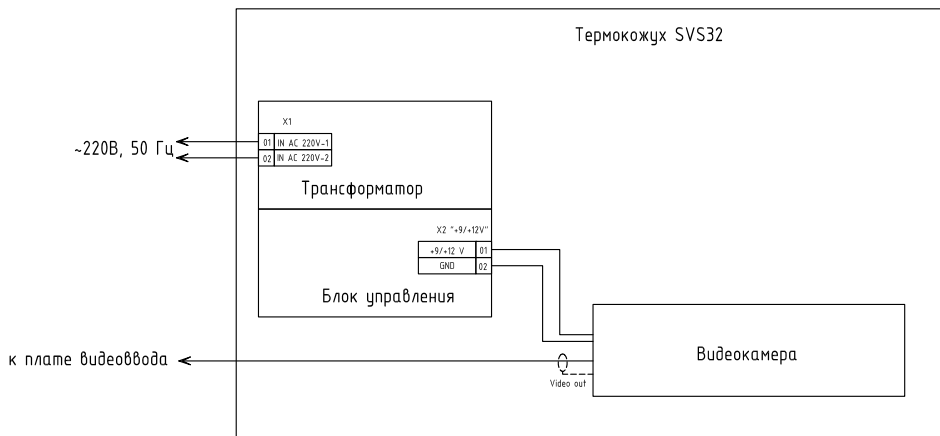 Термокожух SVS32
X1
~220В, 50 Гц
01 IN AC 220V-1
02 IN AC 220V-2
Трансформатор
X2 "+9/+12V"
+9/+12 V 01
GND 02
Блок управления
Видеокамера
к плате видеоввода
Video out